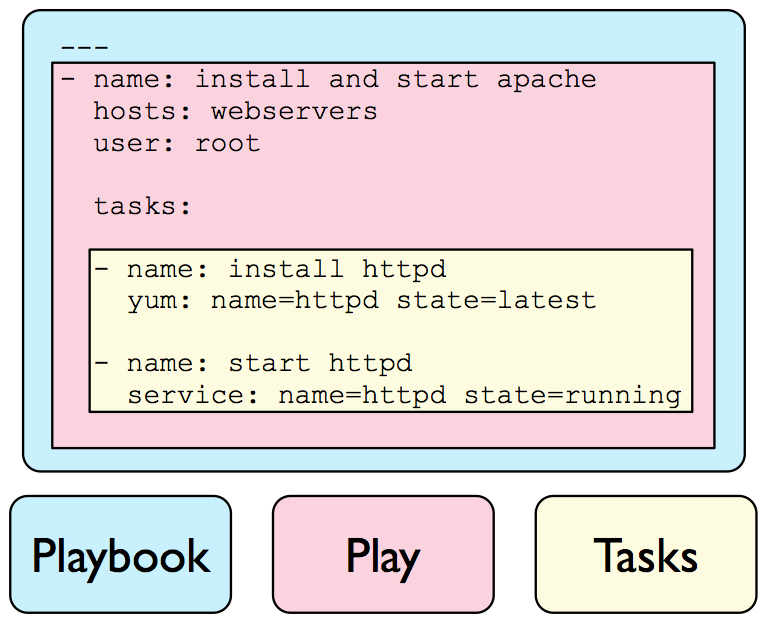 ---
- name: install and start apache
  hosts: webservers
  user: root
  tasks:
  - name: install httpd
    yum: name=httpd state=latest
  - name: start httpd
    service: name=httpd state=running
Playbook
Play
Tasks